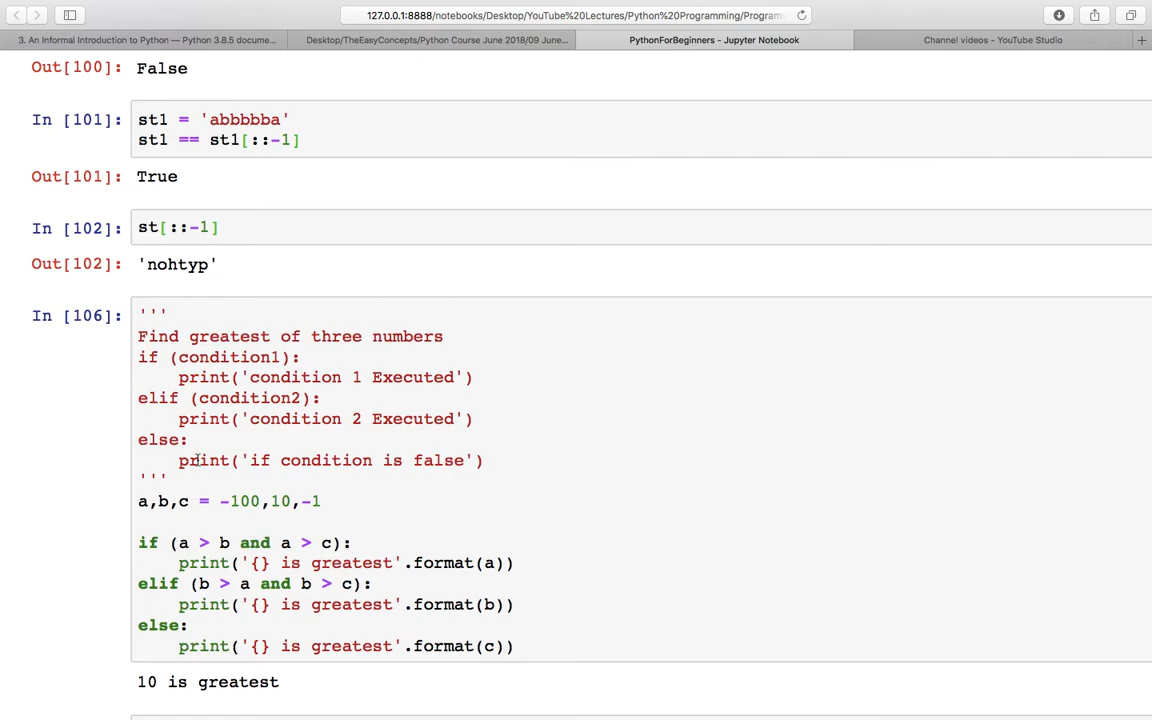 127.0.0.1:8888/notebooks/Desktop/YouTube%20Lectures/Python%20Programming/Program
3. An Informal Introduction to Python — Python 3.8.5 docume...
Desktop/TheEasyConcepts/Python Course June 2018/09 June...
PythonForBeginners - Jupyter Notebook
Channel videos - YouTube Studio
Out[100]: False
In [101]: st1 = 'abbbbba'
st1 == st1[::-1]
Out[101]: True
In [102]: st[::-1]
Out[102]: 'nohtyp'
In [106]: '''
Find greatest of three numbers
if (condition1):
    print('condition 1 Executed')
elif (condition2):
    print('condition 2 Executed')
else:
    print('if condition is false')
'''
a,b,c = -100,10,-1
if (a > b and a > c):
    print('{} is greatest'.format(a))
elif (b > a and b > c):
    print('{} is greatest'.format(b))
else:
    print('{} is greatest'.format(c))
10 is greatest